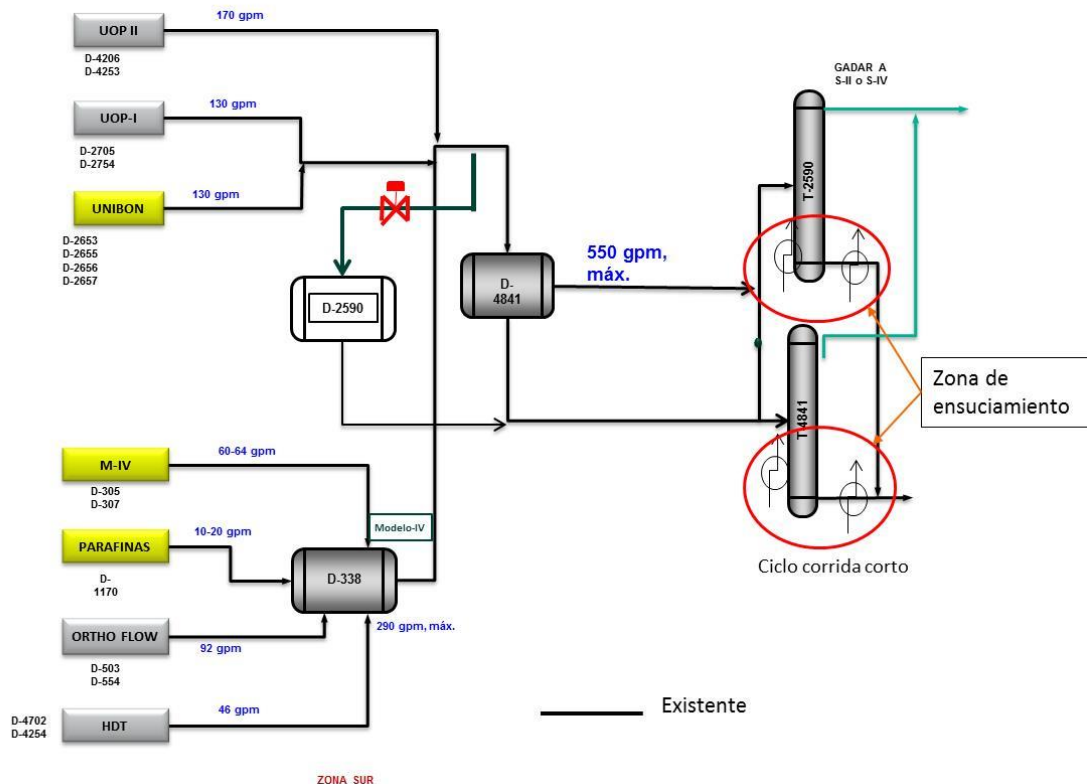 UOP II
170 gpm
D-4206
D-4253
UOP-I
130 gpm
D-2705
D-2754
UNIBON
130 gpm
D-2653
D-2655
D-2656
D-2657
D-2590
D-
4841
550 gpm,
máx.
GADAR A
S-II o S-IV
T-2590
T-4841
Zona de
ensuciamiento
Ciclo corrida corto
M-IV
60-64 gpm
D-305
D-307
Modelo-IV
PARAFINAS
10-20 gpm
D-
1170
D-338
290 gpm, máx.
ORTHO FLOW
92 gpm
D-503
D-554
HDT
46 gpm
D-4702
D-4254
Existente
ZONA SUR